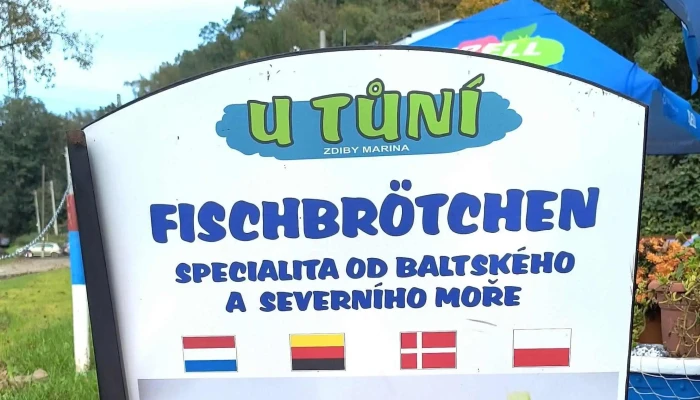 U TŮNÍ
ZDIBY MARINA
FISCHBRÖTCHEN
SPECIALITA OD BALTSKÉHO
A SEVERNÍHO MOŘE